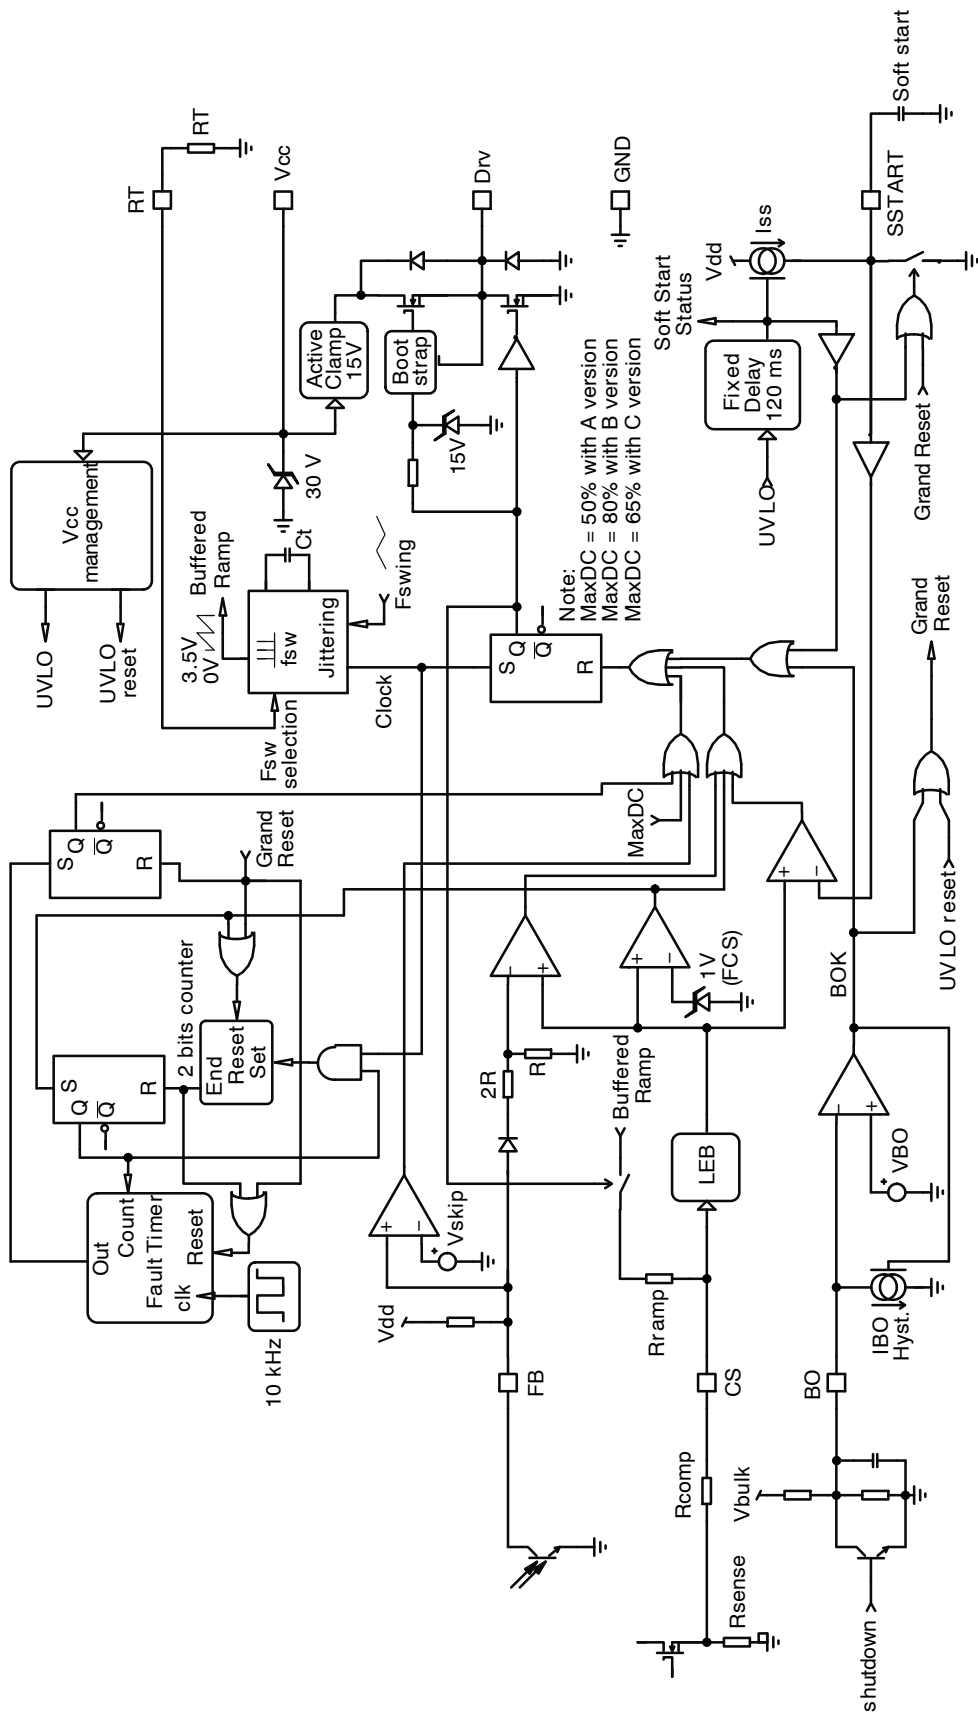 UVLO
UVLO
reset
Vcc
management
RT
RT
Vcc
30 V
Active
Clamp
15V
Boot
strap
15V
Drv
GND
3.5V
0V
Buffered
Ramp
fsw
Jittering
Ct
Fswing
Fsw
selection
Clock
S
Q
Q
R
Note:
MaxDC = 50% with A version
MaxDC = 80% with B version
MaxDC = 65% with C version
Soft Start
Status
Vdd
Iss
Fixed
Delay
120 ms
UVLO
SSTART
Soft start
Grand Reset
Grand
Reset
UVLO reset
S
Q
Q
R
Grand
Reset
2 bits counter
End
Reset
Set
S
Q
Q
R
Out
Count
Fault Timer
Reset
clk
10 kHz
MaxDC
+
−
Vskip
+
Vdd
FB
2R
R
−
+
+
−
1V
(FCS)
+
−
Buffered
Ramp
LEB
Rramp
CS
Rcomp
Rsense
BOK
−
+
VBO
+
IBO
Hyst.
BO
Vbulk
shutdown